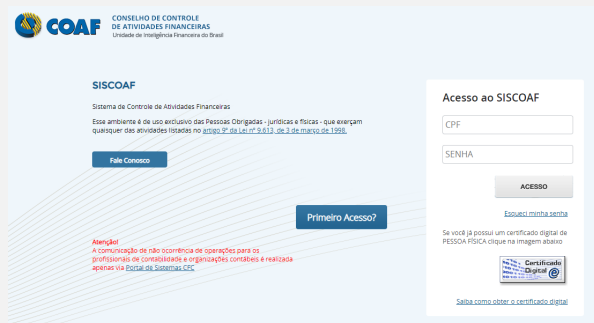 COAF
CONSELHO DE CONTROLE
DE ATIVIDADES FINANCEIRAS
Unidade de Inteligência Financeira do Brasil
SISCOAF
Sistema de Controle de Atividades Financeiras
Esse ambiente é de uso exclusivo das Pessoas Obrigadas - jurídicas e físicas - que exerçam
quaisquer das atividades listadas no artigo 9º da Lei nº 9.613, de 3 de março de 1998.
Fale Conosco
Primeiro Acesso?
Atenção!
A comunicação de não ocorrência de operações para os
profissionais de contabilidade e organizações contábeis é realizada
apenas via Portal de Sistemas CFC
Acesso ao SISCOAF
CPF
SENHA
ACESSO
Esqueci minha senha
Se você já possui um certificado digital de
PESSOA FÍSICA clique na imagem abaixo
Certificado
Digital @
Saiba como obter o certificado digital